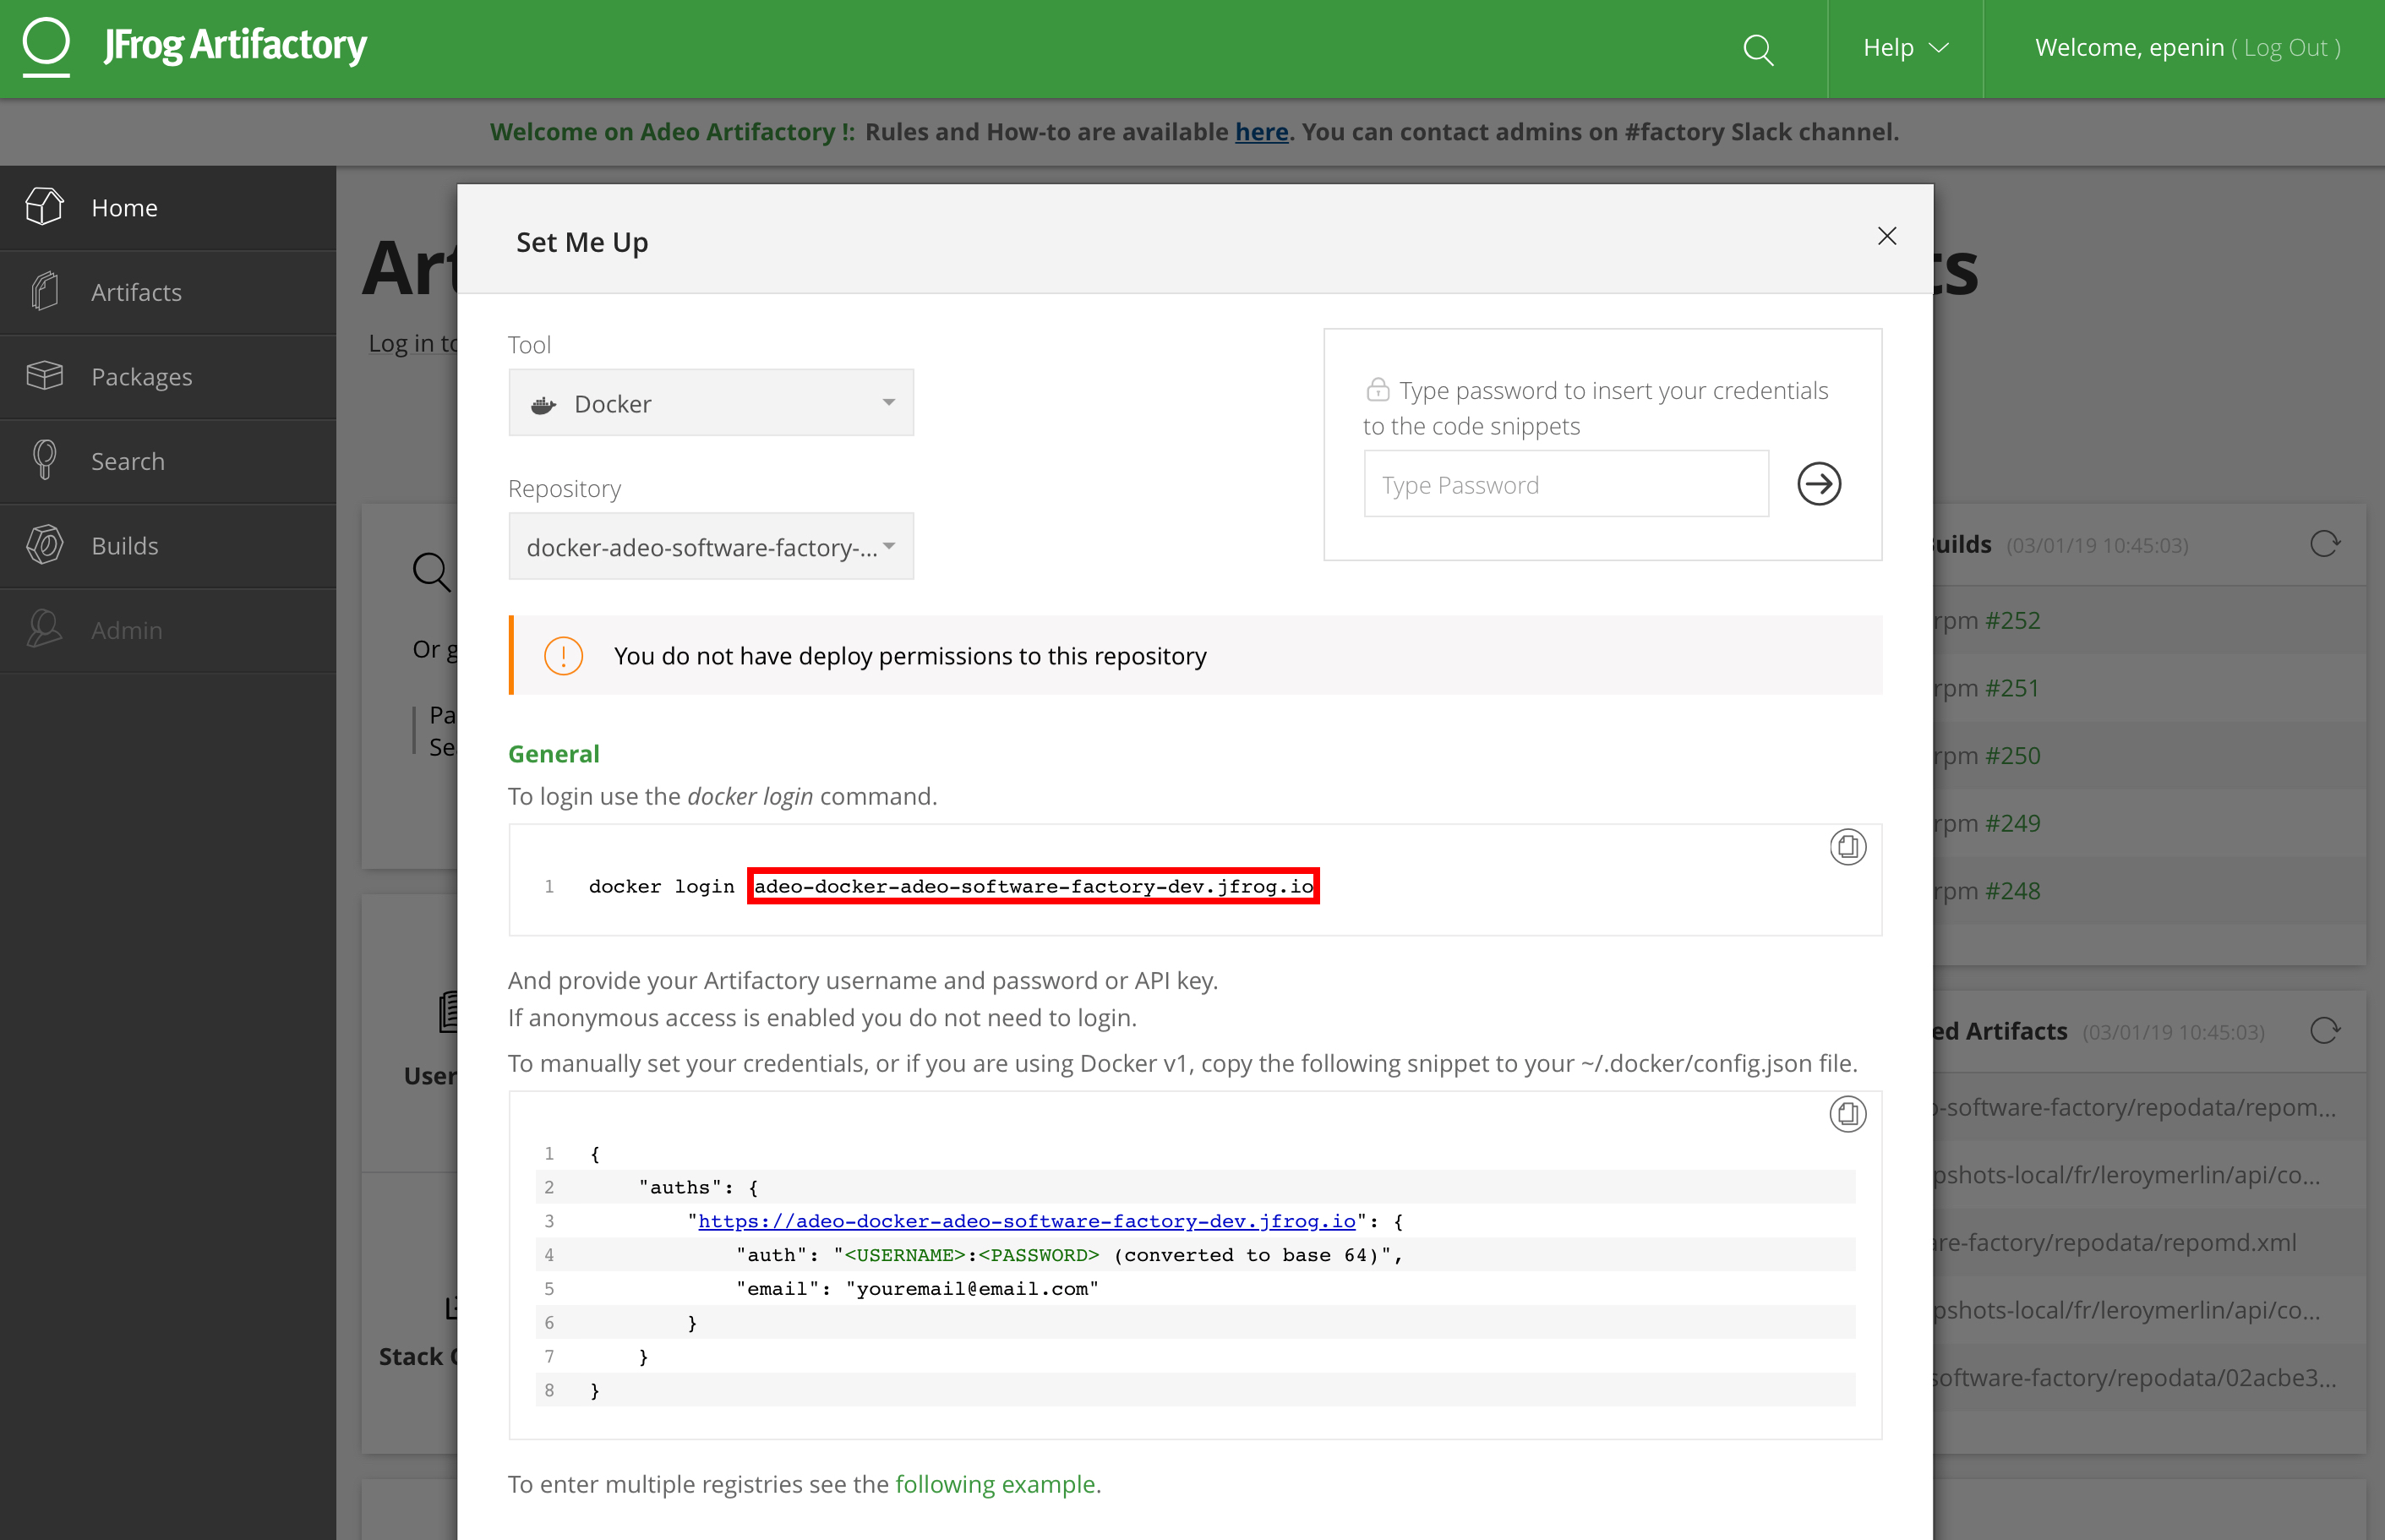 JFrog Artifactory
Help
Welcome, epenin ( Log Out )
Welcome on Adeo Artifactory !: Rules and How-to are available here. You can contact admins on #factory Slack channel.
Home
Artifacts
Packages
Search
Builds
Admin
Log in
Or
Set Me Up
Tool
Docker
Repository
docker-adeo-software-factory-...
Type password to insert your credentials
to the code snippets
Type Password
You do not have deploy permissions to this repository
General
To login use the docker login command.
1 docker login adeo-docker-adeo-software-factory-dev.jfrog.io
And provide your Artifactory username and password or API key.
If anonymous access is enabled you do not need to login.
To manually set your credentials, or if you are using Docker v1, copy the following snippet to your ~/.docker/config.json file.
1 {
2 "auths": {
3 "https://adeo-docker-adeo-software-factory-dev.jfrog.io": {
4 "auth": "<USERNAME>:<PASSWORD> (converted to base 64)",
5 "email": "youremail@email.com"
6 }
7 }
8 }
To enter multiple registries see the following example.
User
Stack
uilds (03/01/19 10:45:03)
rpm #252
rpm #251
rpm #250
rpm #249
rpm #248
ed Artifacts (03/01/19 10:45:03)
-software-factory/repodata/repom...
pshots-local/fr/leroymerlin/api/co...
re-factory/repodata/repomd.xml
pshots-local/fr/leroymerlin/api/co...
software-factory/repodata/02acbe3...